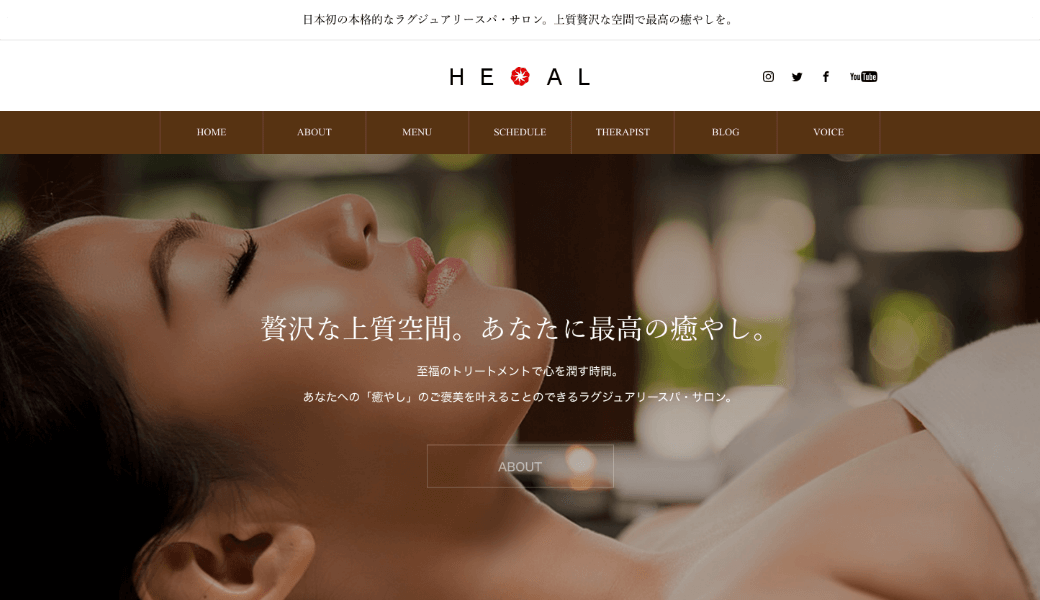 日本初の本格的なラグジュアリースパ・サロン。上質贅沢な空間で最高の癒やしを。
HE AL
You Tube
HOME ABOUT MENU SCHEDULE THERAPIST BLOG VOICE
贅沢な上質空間。あなたに最高の癒やし。
至福のトリートメントで心を潤す時間。
あなたへの「癒やし」のご褒美を叶えることのできるラグジュアリースパ・サロン。
ABOUT